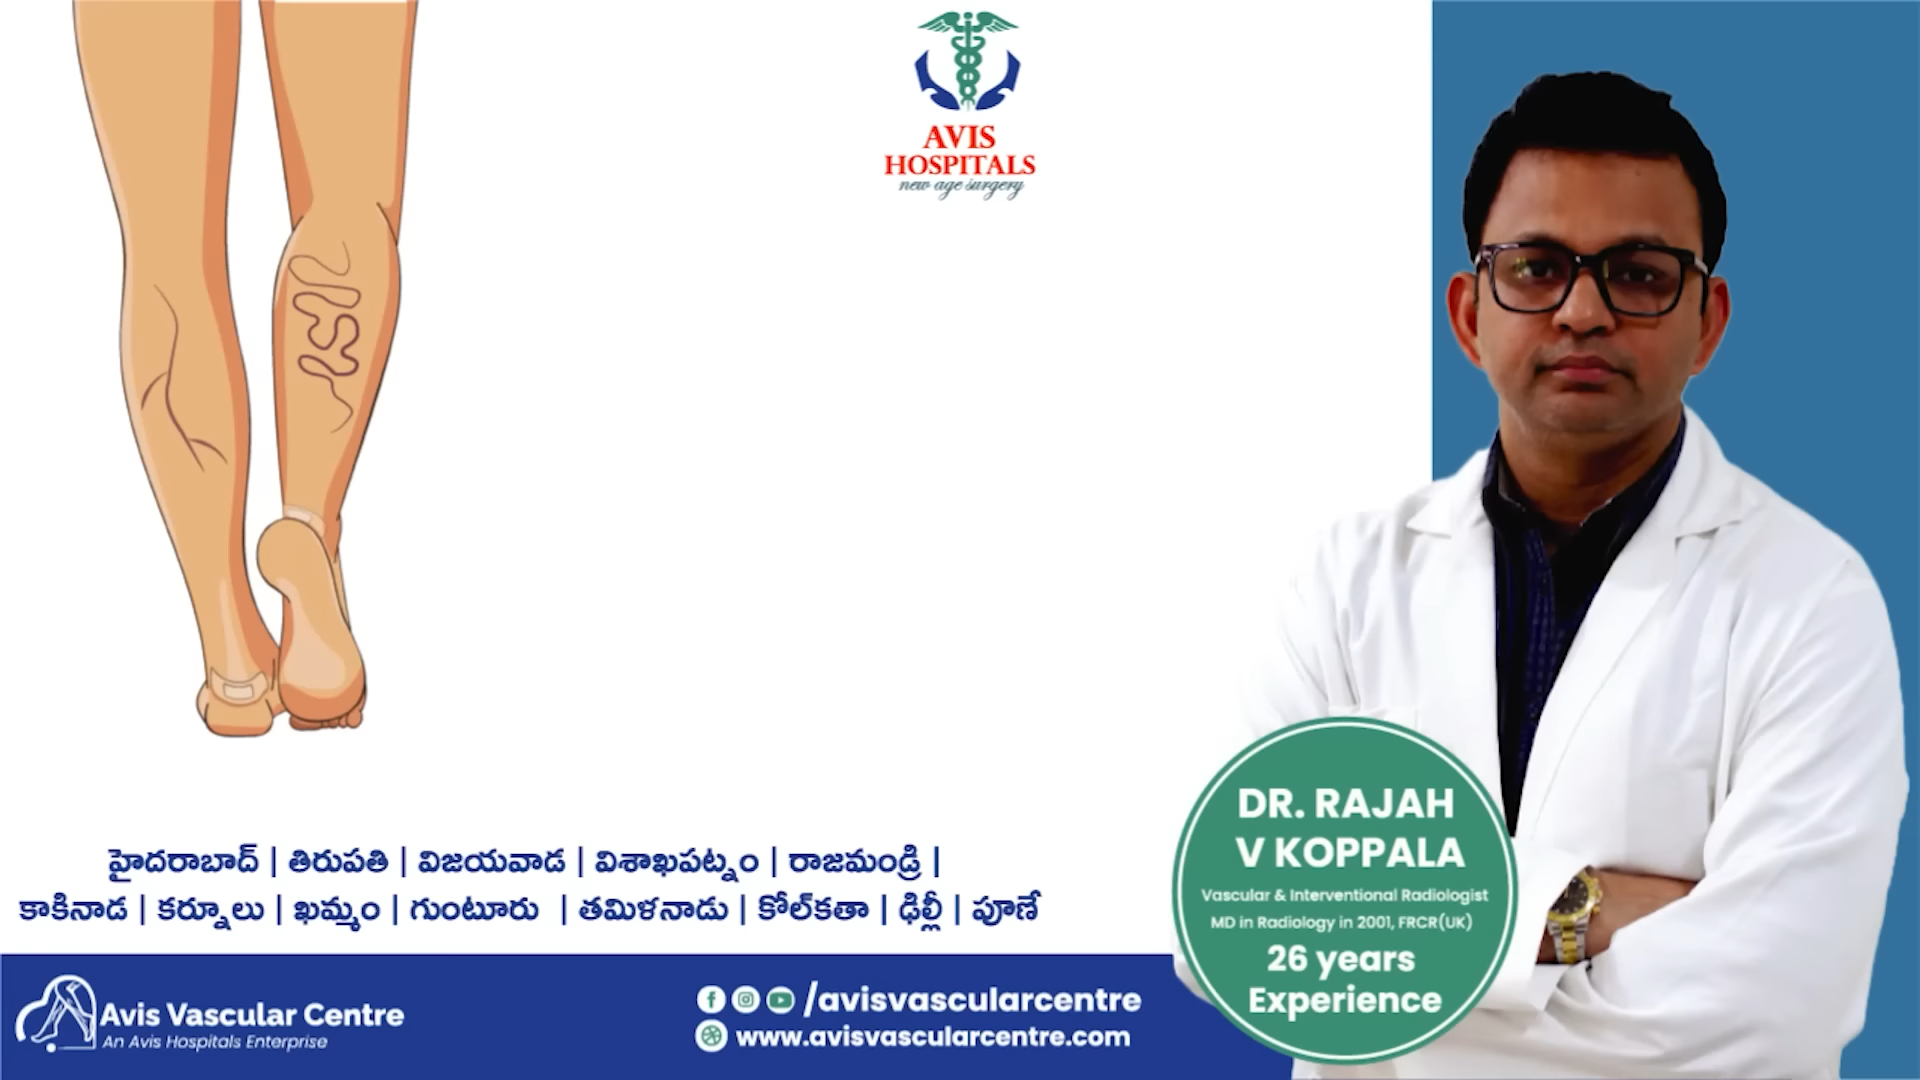 AVIS
HOSPITALS
new age surgery
హైదరాబాద్ | తిరుపతి | విజయవాడ | విశాఖపట్నం | రాజమండ్రి |
కాకినాడ | కర్నూలు | ఖమ్మం | గుంటూరు | తమిళనాడు | కోల్‌కతా | ఢిల్లీ | పూణే
DR. RAJAH
V KOPPALA
Vascular & Interventional Radiologist
MD in Radiology in 2001, FRCR(UK)
26 years
Experience
Avis Vascular Centre
An Avis Hospitals Enterprise
/avisvascularcentre
www.avisvascularcentre.com